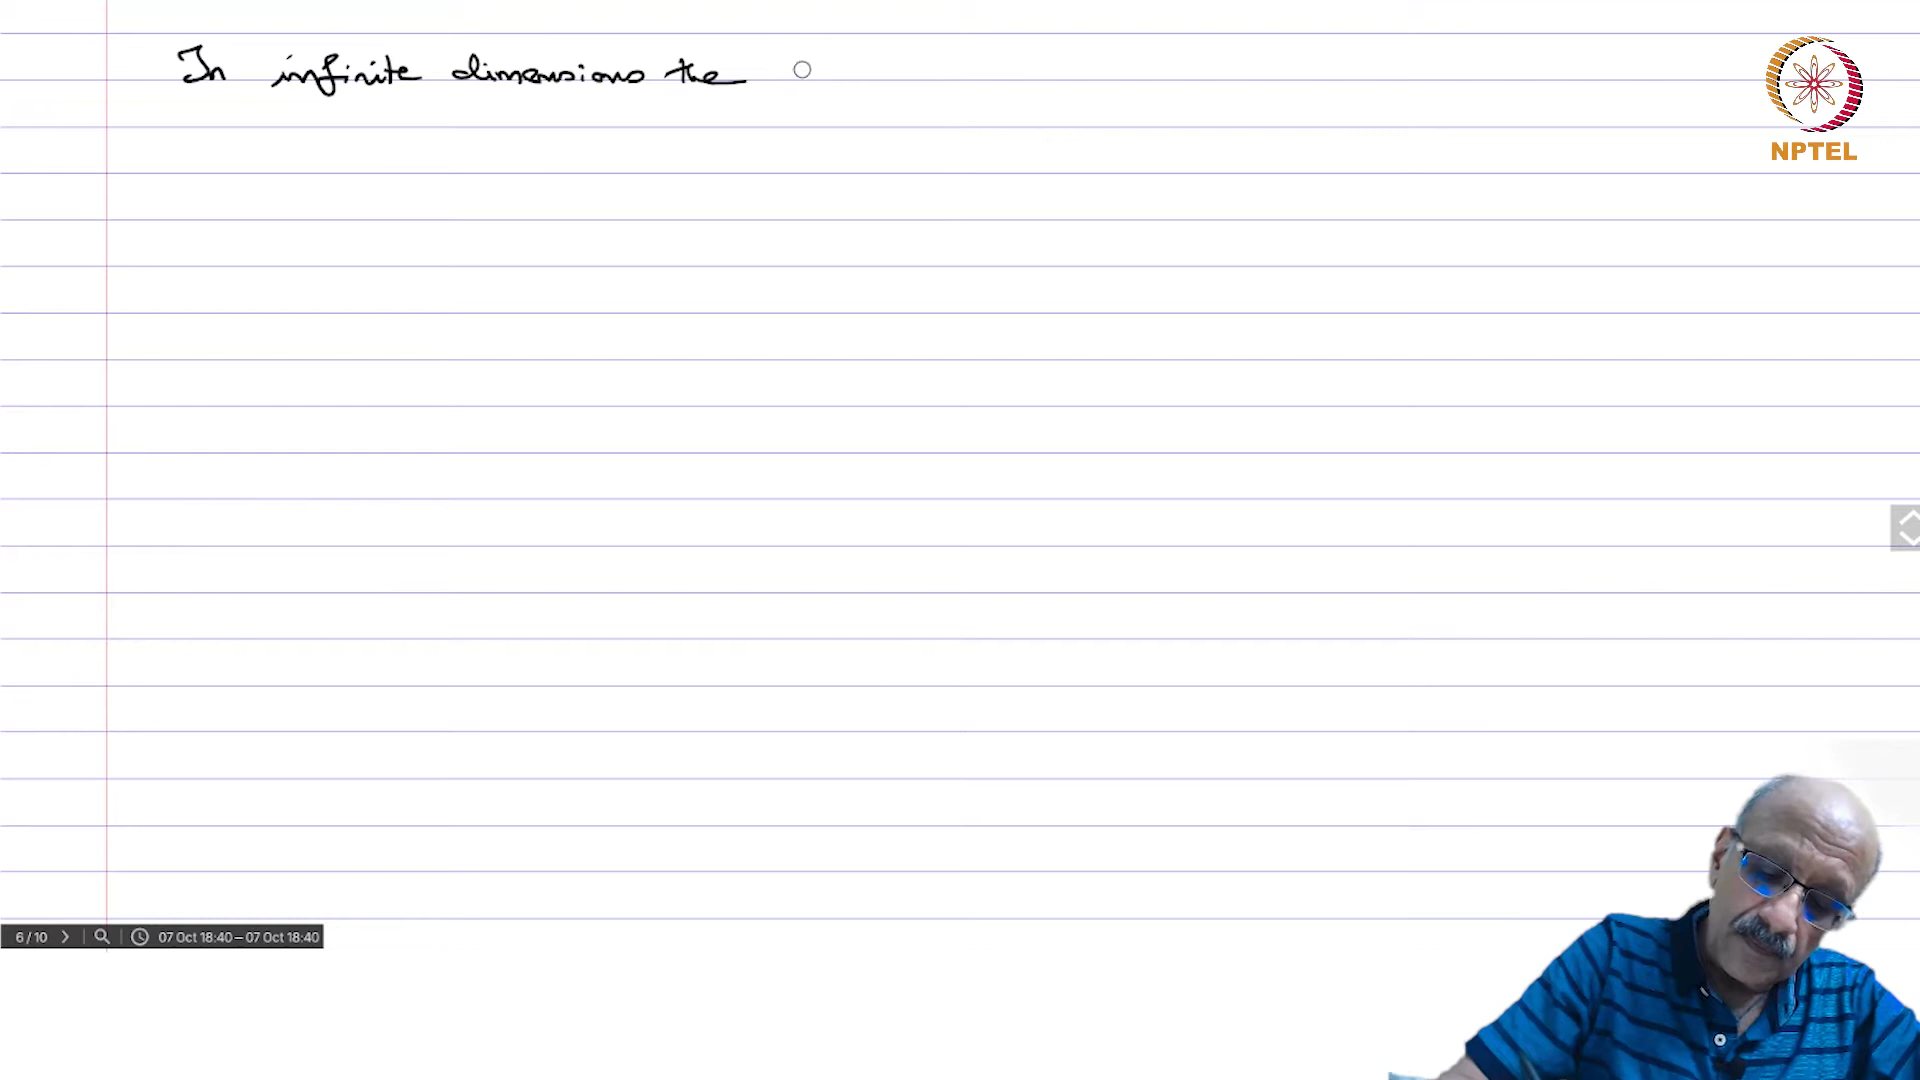 In infinite dimensions the
NPTEL
6 / 10 07 Oct 18:40 – 07 Oct 18:40